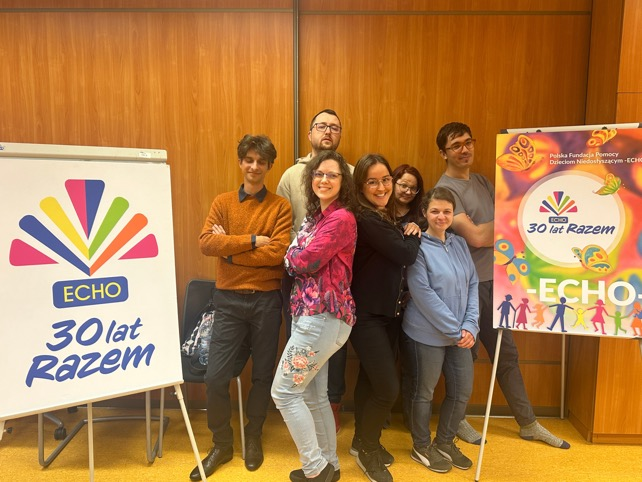 ECHO
30 lat
Razem
Polska Fundacja Pomocy
Dzieciom Niedosłyszącym -ECHO-
ECHO
30 lat Razem
-ECHO-